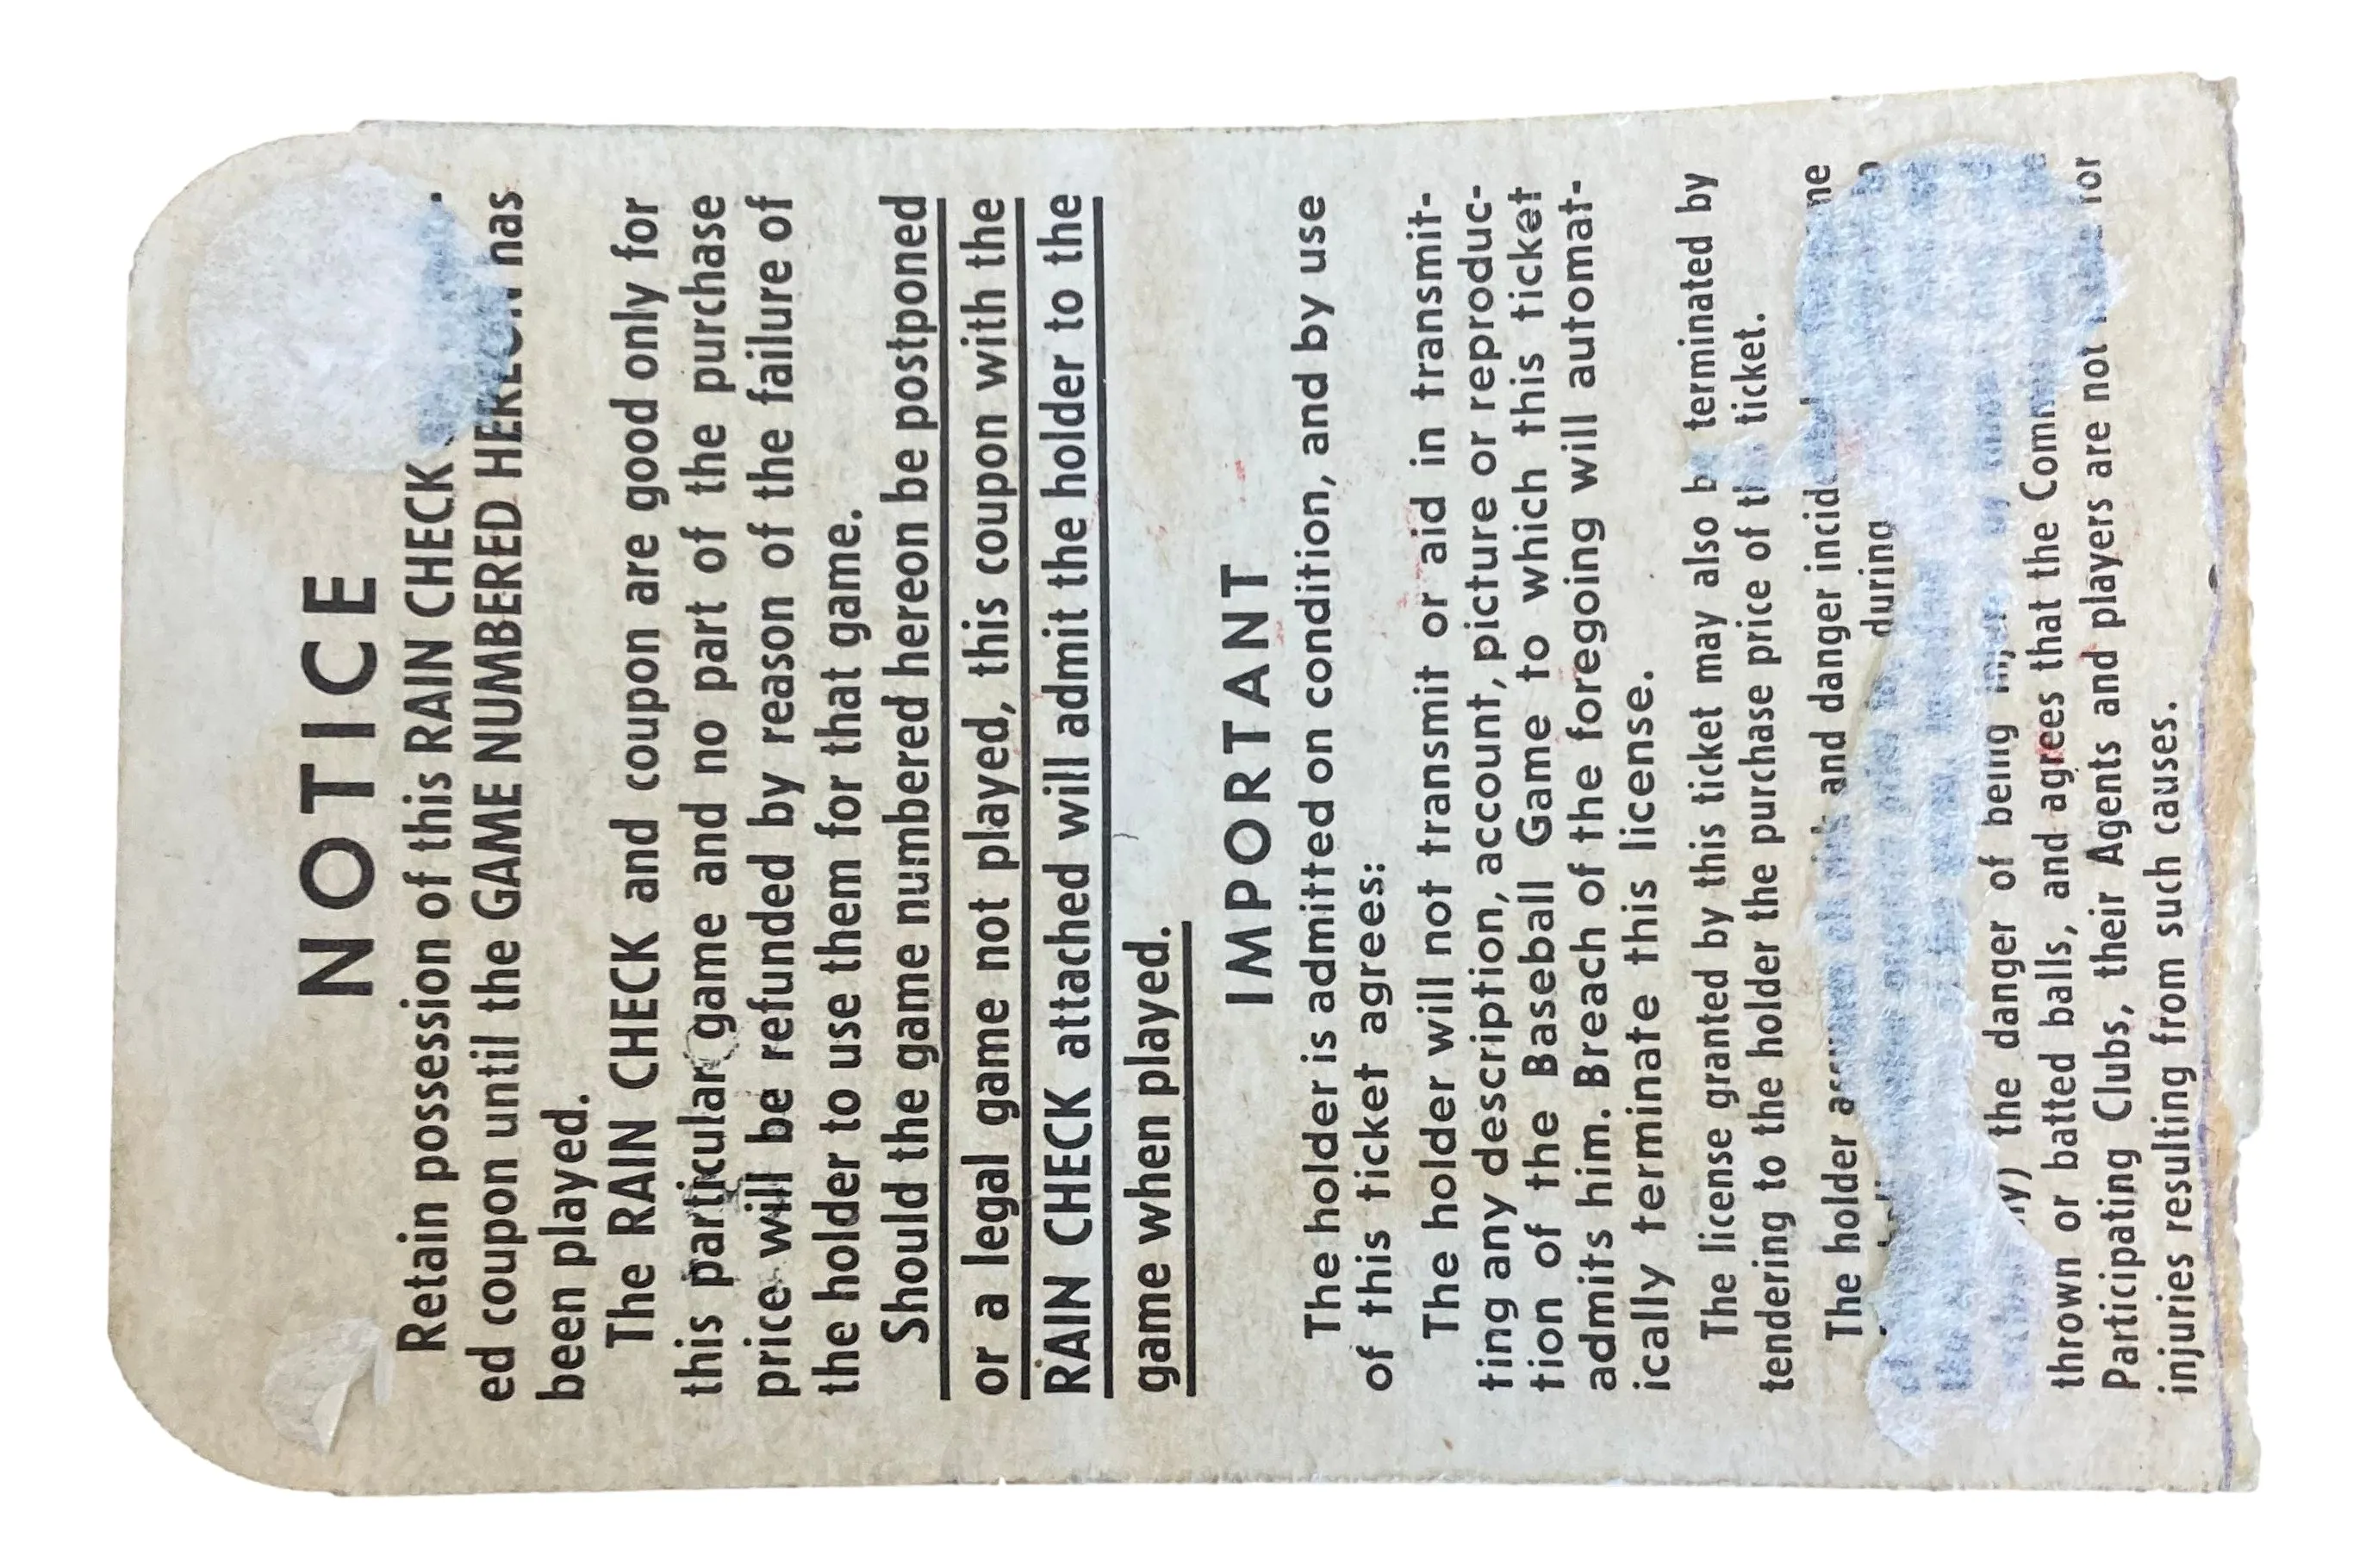 NOTICE
Retain possession of this RAIN CHECK
ed coupon until the GAME NUMBERED HEREON has
been played.
The RAIN CHECK and coupon are good only for
this particular game and no part of the purchase
price will be refunded by reason of the failure of
the holder to use them for that game.
Should the game numbered hereon be postponed
or a legal game not played, this coupon with the
RAIN CHECK attached will admit the holder to the
game when played.
IMPORTANT
The holder is admitted on condition, and by use
of this ticket agrees:
The holder will not transmit or aid in transmit-
ting any description, account, picture or reproduc-
tion of the Baseball Game to which this ticket
admits him. Breach of the foregoing will automat-
ically terminate this license.
The license granted by this ticket may also be terminated by
tendering to the holder the purchase price of this ticket.
The holder assumes all risk and danger
during
the danger of being
thrown or batted balls, and agrees that the
Participating Clubs, their Agents and players are not for
injuries resulting from such causes.